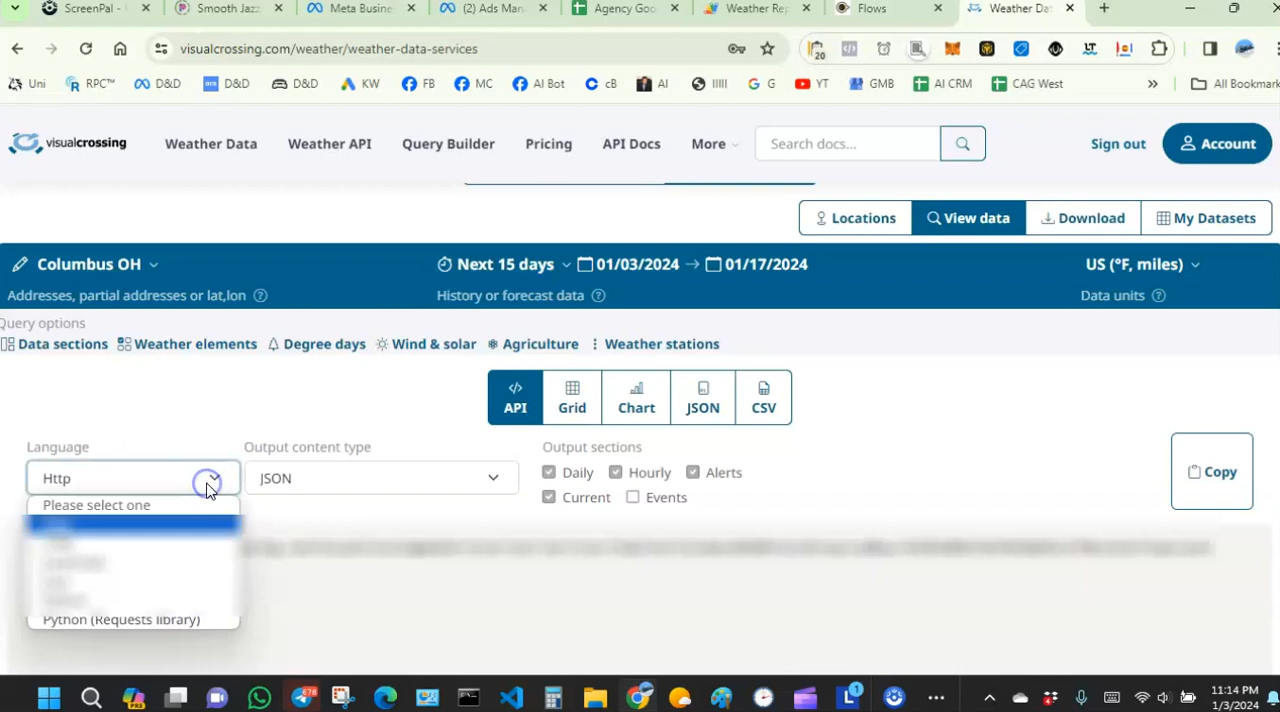 ScreenPal -
Smooth Jazz
Meta Busine
(2) Ads Man
Agency Goo
Weather Rep
Flows
Weather Dat
visualcrossing.com/weather/weather-data-services
20
Uni
RPC™
D&D
D&D
D&D
KW
FB
MC
AI Bot
cB
AI
IIIII
G
YT
GMB
AI CRM
CAG West
All Bookmark
visualcrossing
Weather Data
Weather API
Query Builder
Pricing
API Docs
More
Search docs...
Sign out
Account
Locations
View data
Download
My Datasets
Columbus OH
Next 15 days
01/03/2024
01/17/2024
US (°F, miles)
Addresses, partial addresses or lat,lon
History or forecast data
Data units
Query options
Data sections
Weather elements
Degree days
Wind & solar
Agriculture
Weather stations
API
Grid
Chart
JSON
CSV
Language
Output content type
Output sections
Http
JSON
Daily
Hourly
Alerts
Current
Events
Copy
Please select one
Python (Requests library)
678
1
11:14 PM
1/3/2024